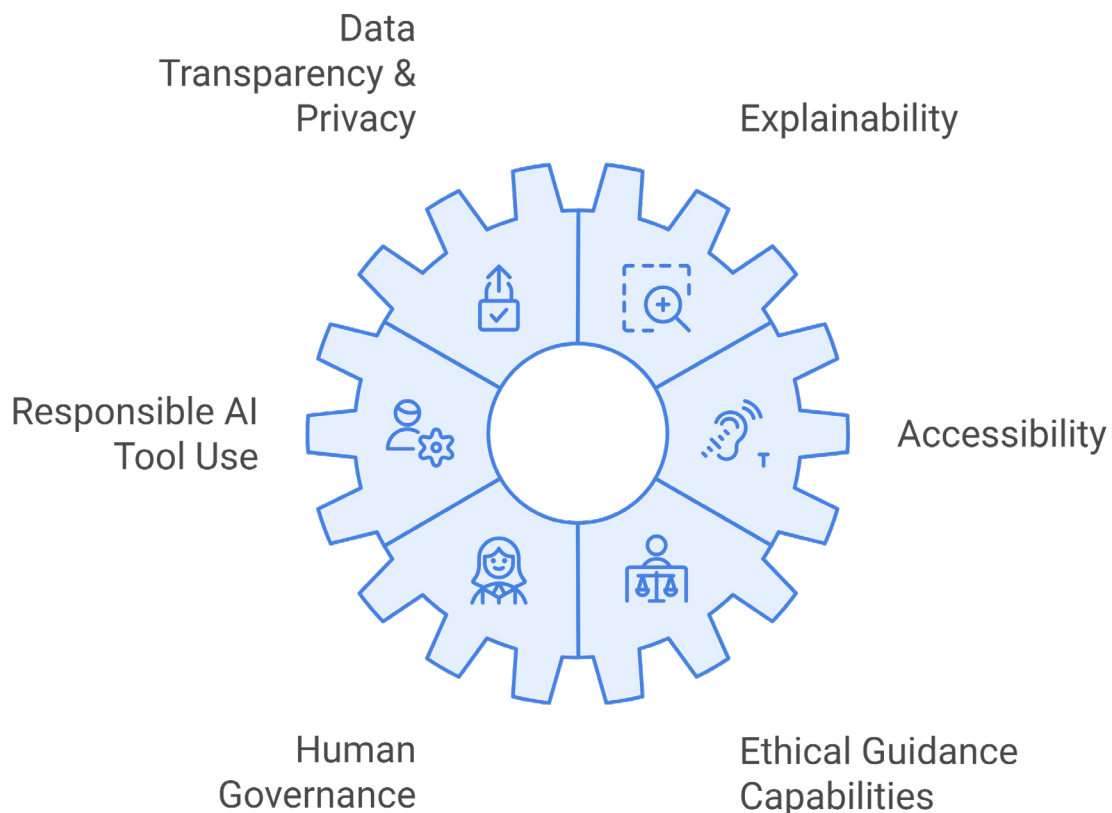 Data
Transparency &
Privacy
Explainability
Responsible AI
Tool Use
Accessibility
T
Human
Governance
Ethical Guidance
Capabilities